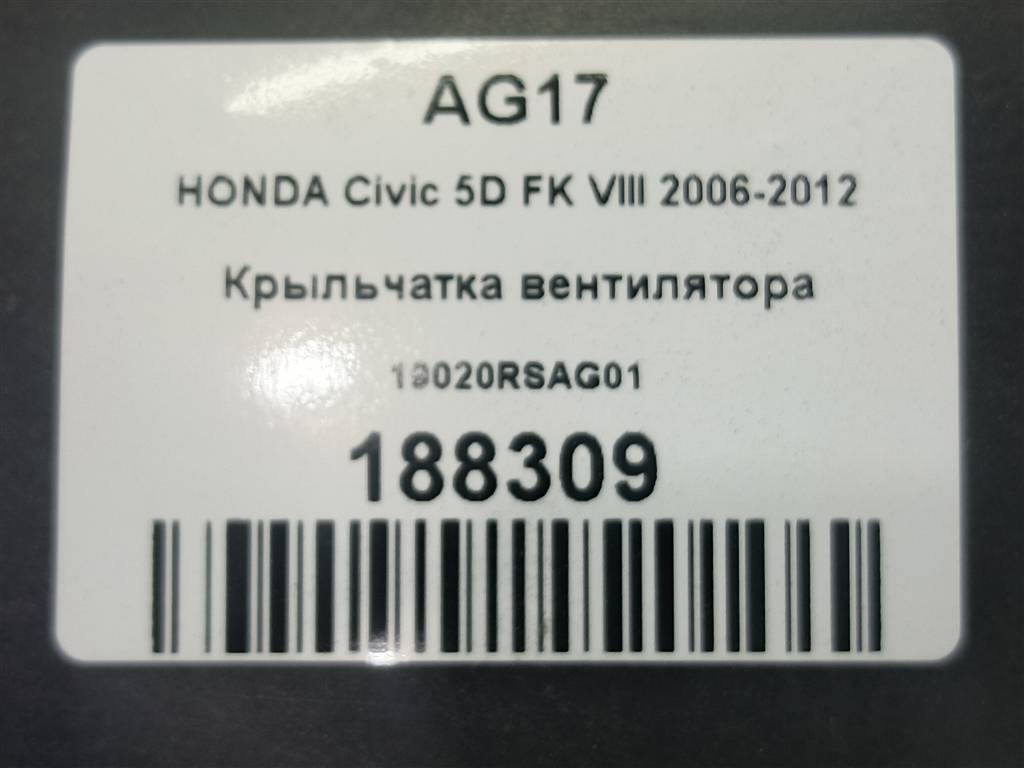 AG17
HONDA Civic 5D FK VIII 2006-2012
Крыльчатка вентилятора
19020RSAG01
188309